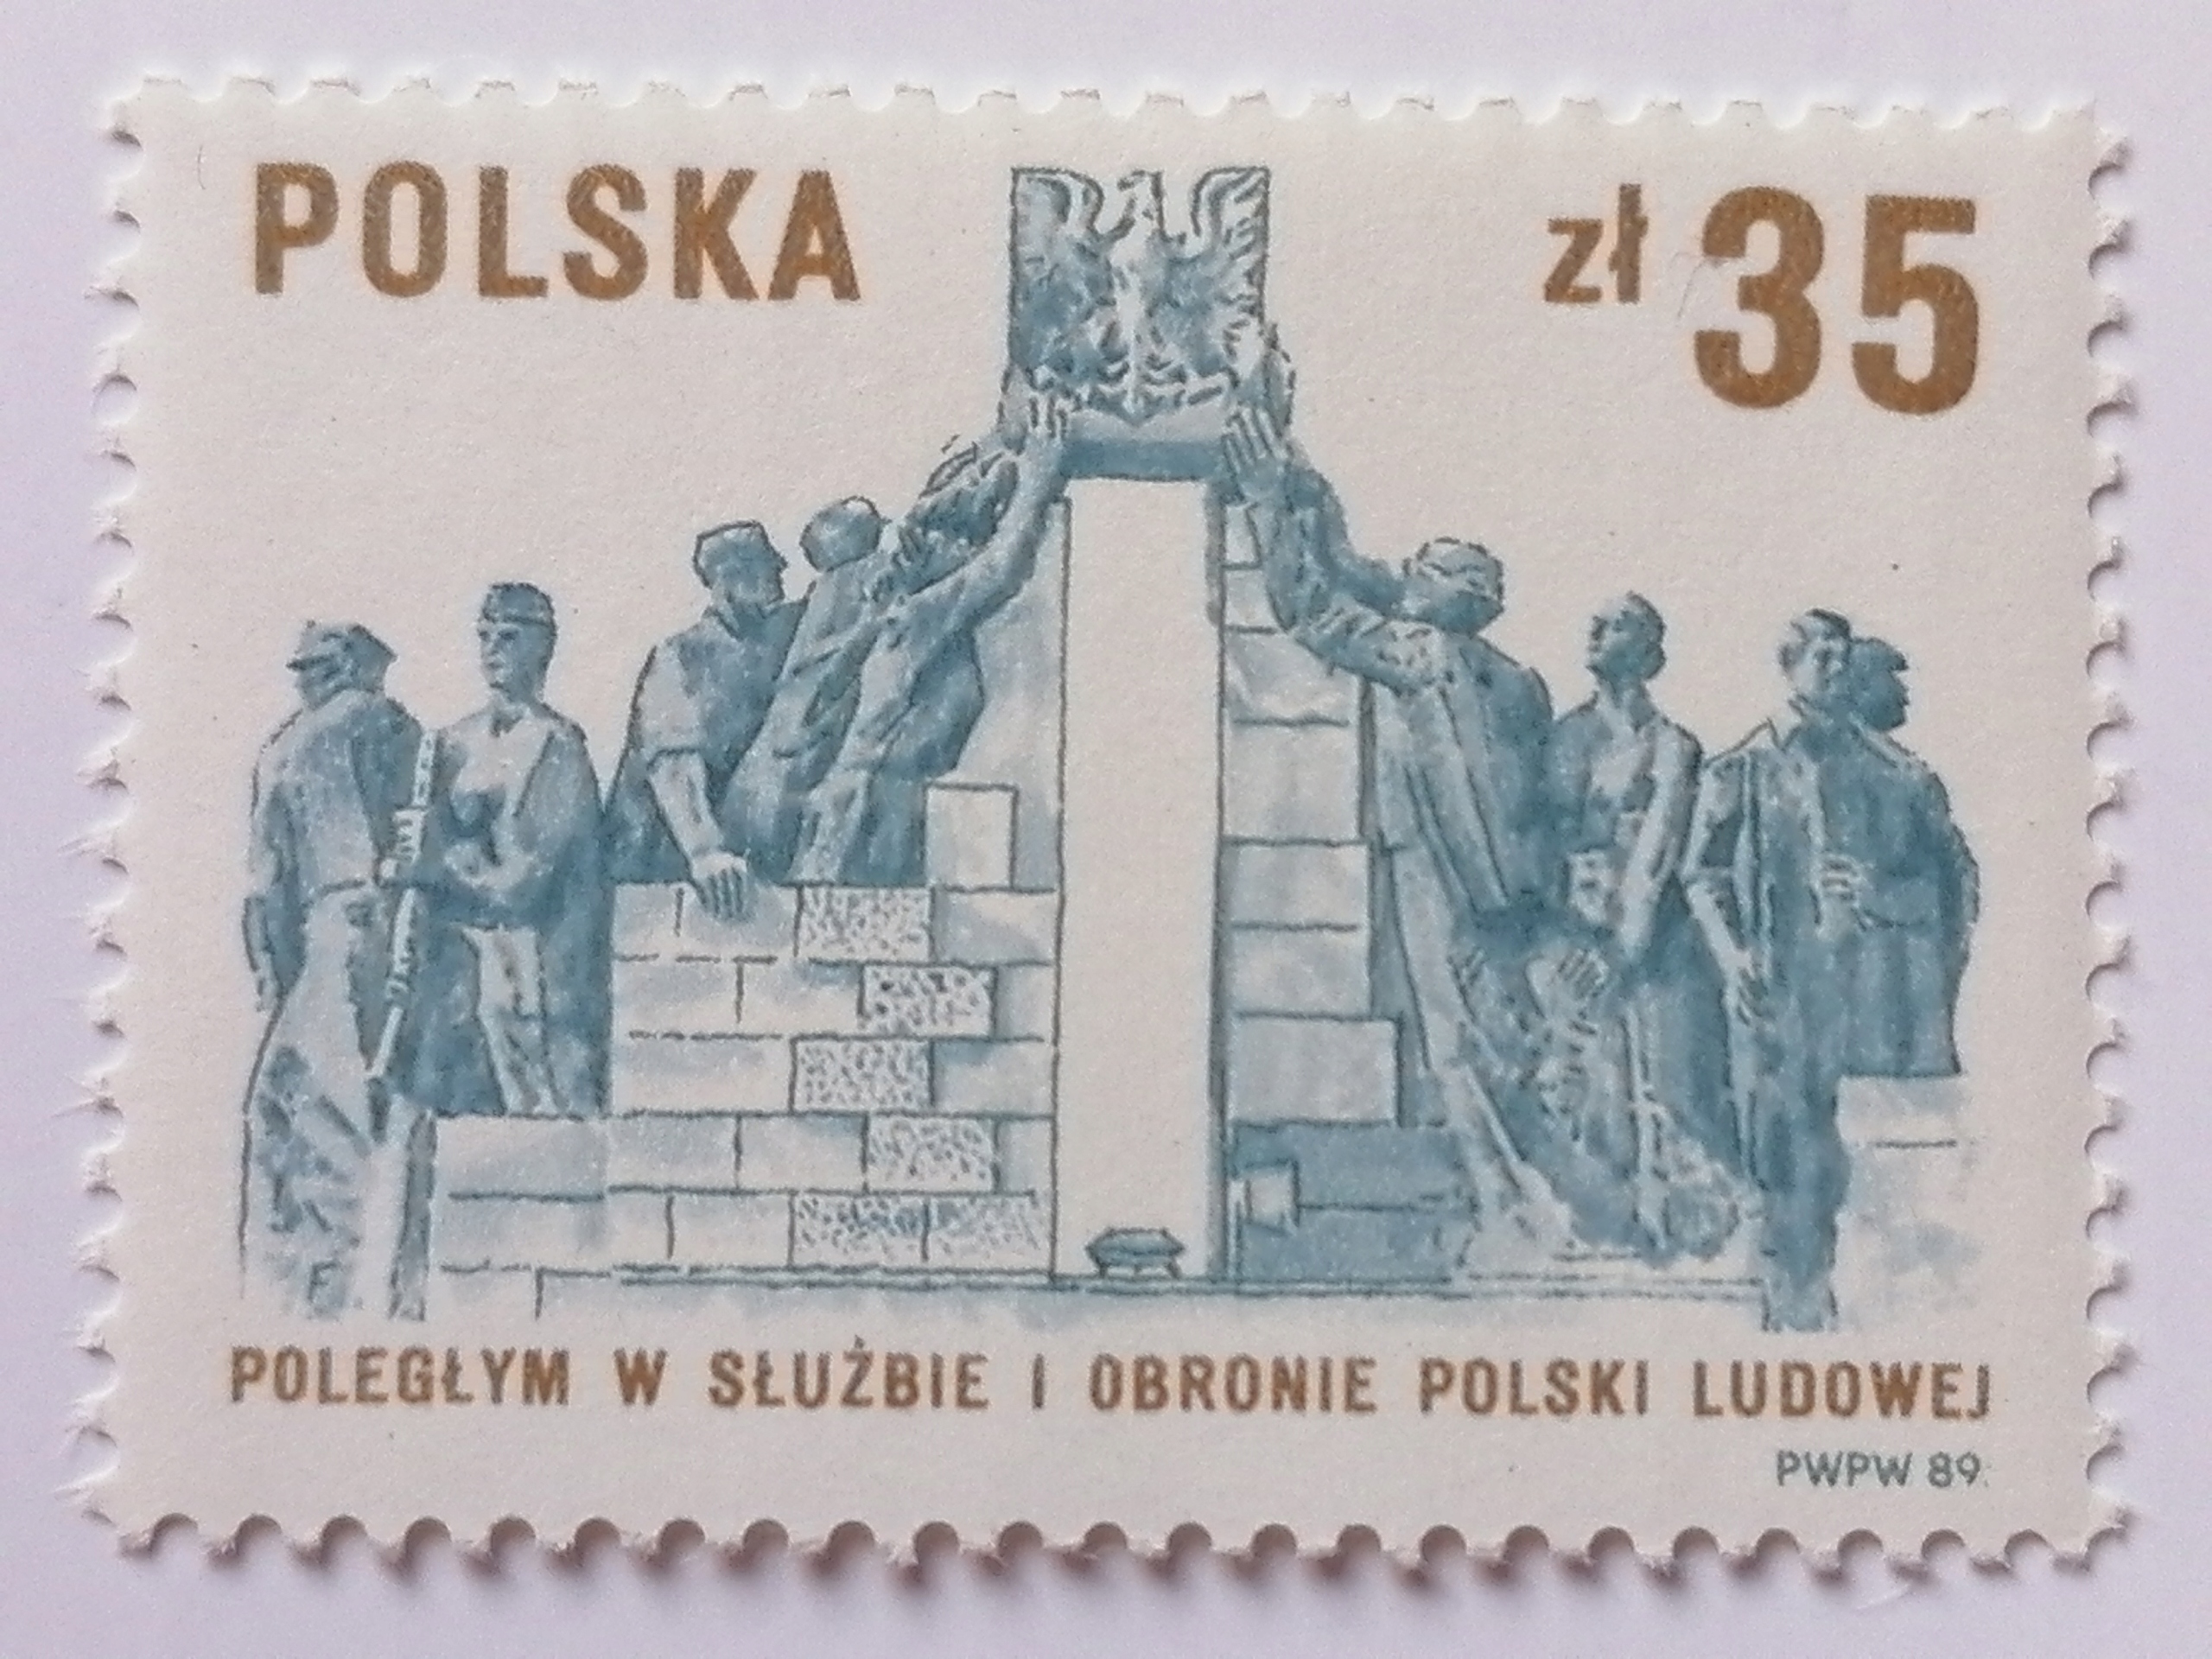 POLSKA
zł 35
POLEGŁYM W SŁUŻBIE I OBRONIE POLSKI LUDOWEJ
PWPW 89.